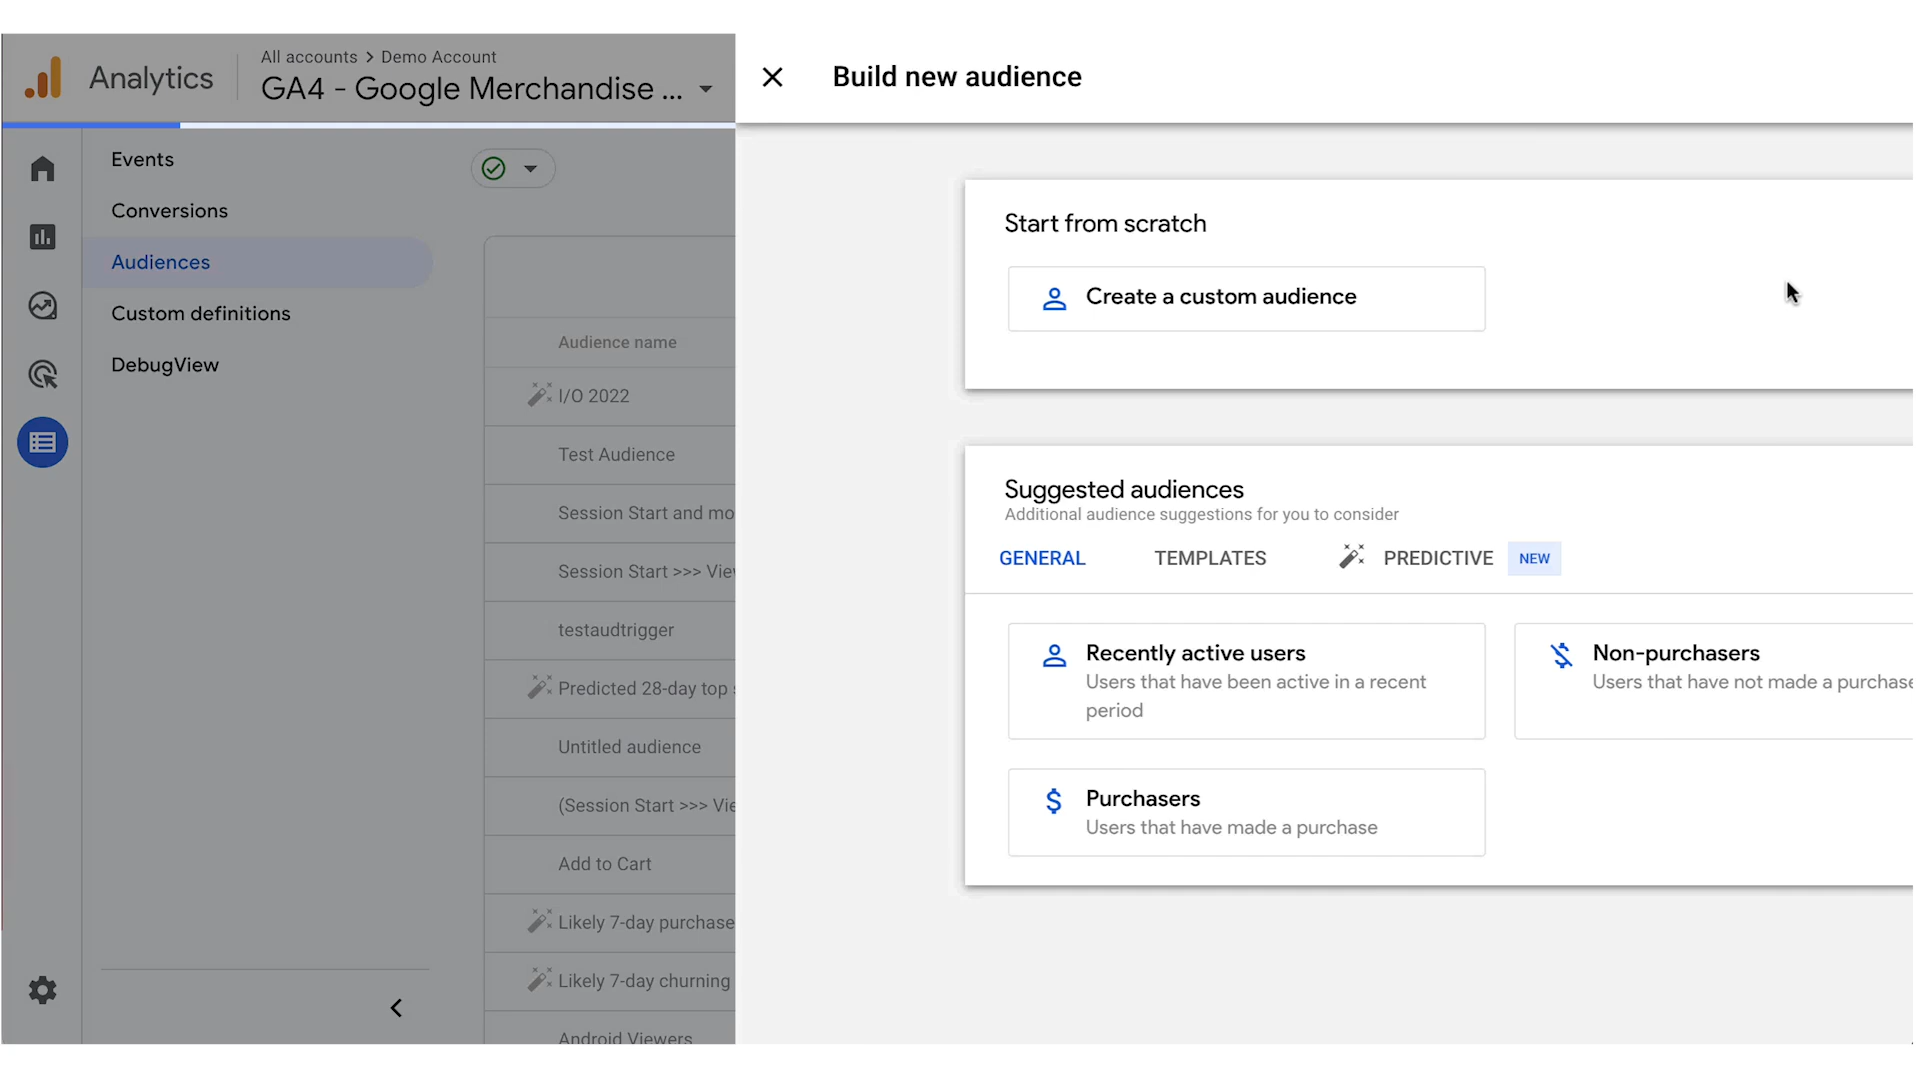 Analytics
All accounts > Demo Account
GA4 - Google Merchandise ...
Events
Conversions
Audiences
Custom definitions
DebugView
Audience name
I/O 2022
Test Audience
Session Start and mo
Session Start >>> Vie
testaudtrigger
Predicted 28-day top
Untitled audience
(Session Start >>> Vie
Add to Cart
Likely 7-day purchase
Likely 7-day churning
Android Viewers
Build new audience
Start from scratch
Create a custom audience
Suggested audiences
Additional audience suggestions for you to consider
GENERAL TEMPLATES PREDICTIVE NEW
Recently active users
Users that have been active in a recent
period
Non-purchasers
Users that have not made a purchase
Purchasers
Users that have made a purchase